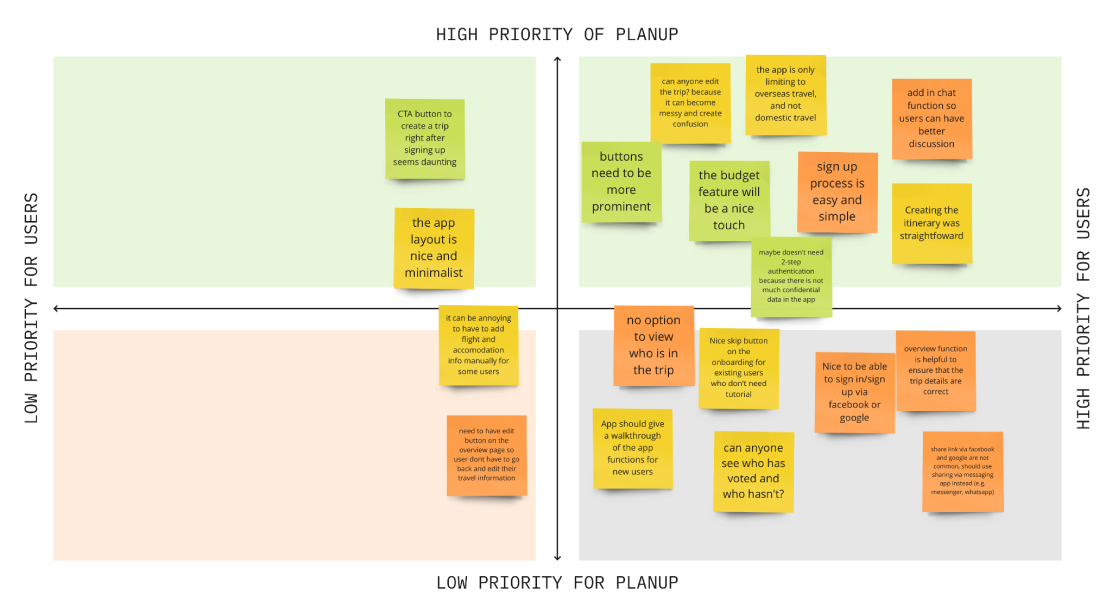 HIGH PRIORITY OF PLANUP
LOW PRIORITY FOR USERS
HIGH PRIORITY FOR USERS
CTA button to
create a trip
right after
signing up
seems daunting
the app
layout is
nice and
minimalist
can anyone edit
the trip? because
it can become
messy and create
confusion
the app is only
limiting to
overseas travel,
and not
domestic travel
add in chat
function so
users can have
better
discussion
buttons
need to be
more
prominent
the budget
feature will
be a nice
touch
sign up
process is
easy and
simple
Creating the
itinerary was
straightfoward
maybe doesn't need
2-step
authentication
because there is not
much confidential
data in the app
it can be annoying
to have to add
flight and
accomodation
info manually for
some users
need to have edit
button on the
overview page so
user dont have to go
back and edit their
travel information
no option
to view
who is in
the trip
Nice skip button
on the
onboarding for
existing users
who don't need
tutorial
Nice to be able
to sign in/sign
up via
facebook or
google
overview function
is helpful to
ensure that the
trip details are
correct
App should give
a walkthrough
of the app
functions for
new users
can anyone
see who has
voted and
who hasn't?
share link via facebook
and google are not
common, should use
sharing via messaging
app instead (e.g.
messenger, whatsapp)
LOW PRIORITY FOR PLANUP